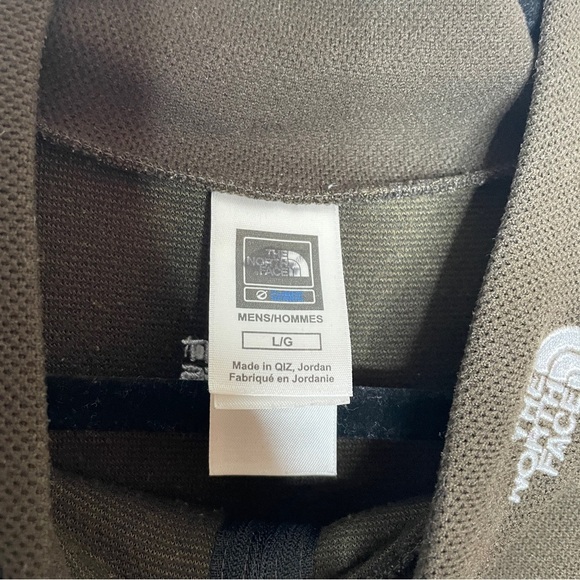 THE
NORTH
FACE
MENS/HOMMES
L/G
Made in QIZ, Jordan
Fabriqué en Jordanie
THE
NORTH
FACE